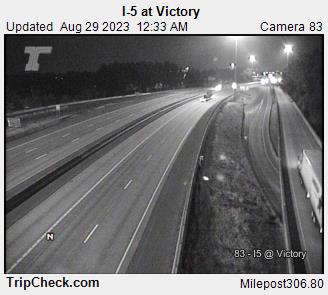 I-5 at Victory
Updated Aug 29 2023 12:33 AM Camera 83
T
N
83 - I5 @ Victory
TripCheck.com Milepost306.80